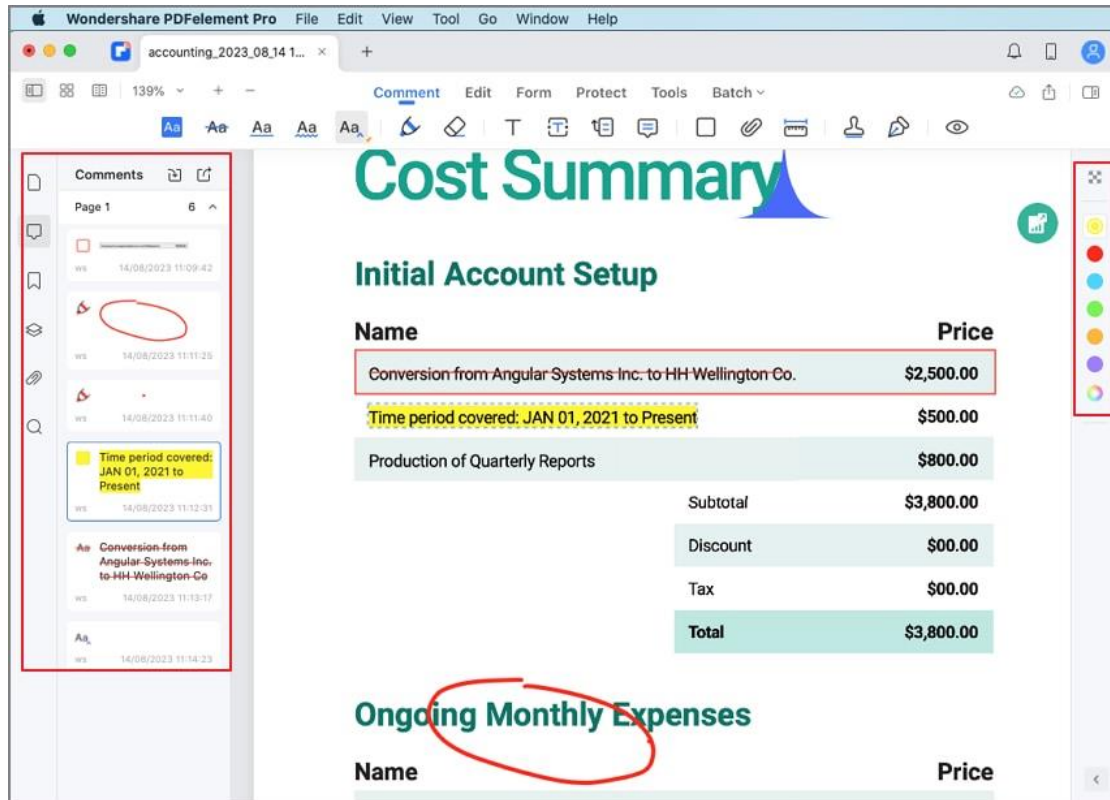 Wondershare PDFelement Pro File Edit View Tool Go Window Help
accounting_2023_08_14 1... × +
139% + −
Comment Edit Form Protect Tools Batch
Aa Aa Aa Aa Aa T T
Comments
Page 1 6
ws 14/08/2023 11:09:42
ws 14/08/2023 11:11:25
ws 14/08/2023 11:11:40
Time period covered:
JAN 01, 2021 to
Present
ws 14/08/2023 11:12:31
Aa Conversion from
Angular Systems Inc.
to HH Wellington Co
ws 14/08/2023 11:13:17
Aa
ws 14/08/2023 11:14:23
Cost Summary
Initial Account Setup
Name Price
Conversion from Angular Systems Inc. to HH Wellington Co. $2,500.00
Time period covered: JAN 01, 2021 to Present $500.00
Production of Quarterly Reports $800.00
Subtotal $3,800.00
Discount $00.00
Tax $00.00
Total $3,800.00
Ongoing Monthly Expenses
Name Price